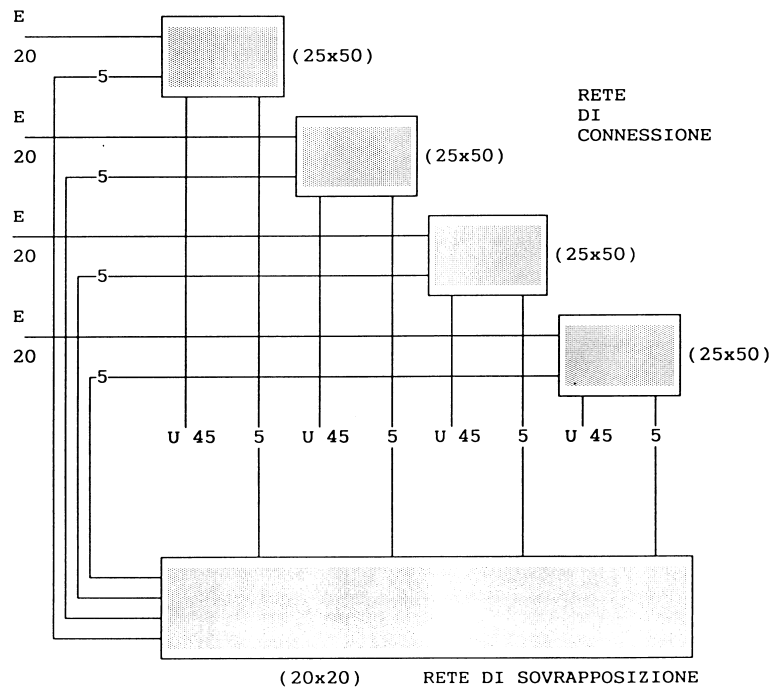 E
20
5
(25x50)
RETE
DI
CONNESSIONE
E
20
5
(25x50)
E
20
5
(25x50)
E
20
5
(25x50)
U 45 5 U 45 5 U 45 5 U 45 5
(20x20) RETE DI SOVRAPPOSIZIONE